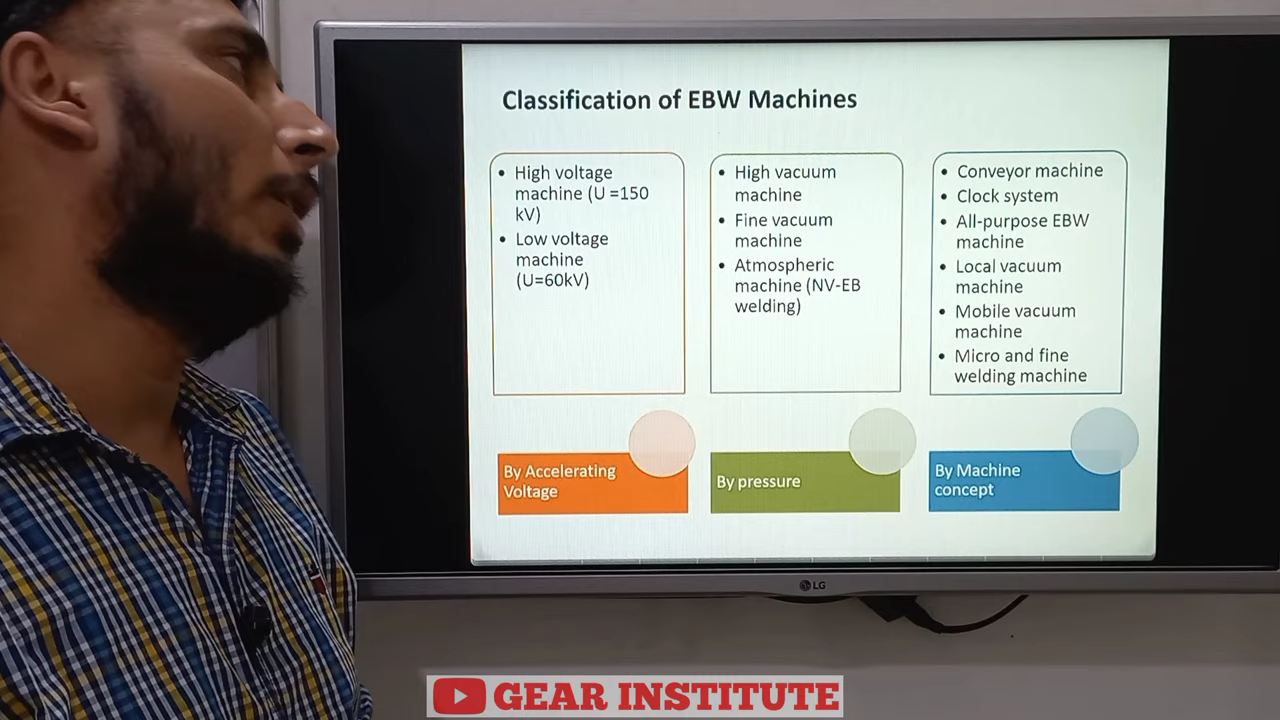 Classification of EBW Machines
• High voltage
machine (U =150
kV)
• Low voltage
machine
(U=60kV)
By Accelerating
Voltage
• High vacuum
machine
• Fine vacuum
machine
• Atmospheric
machine (NV-EB
welding)
By pressure
• Conveyor machine
• Clock system
• All-purpose EBW
machine
• Local vacuum
machine
• Mobile vacuum
machine
• Micro and fine
welding machine
By Machine
concept
LG
GEAR INSTITUTE